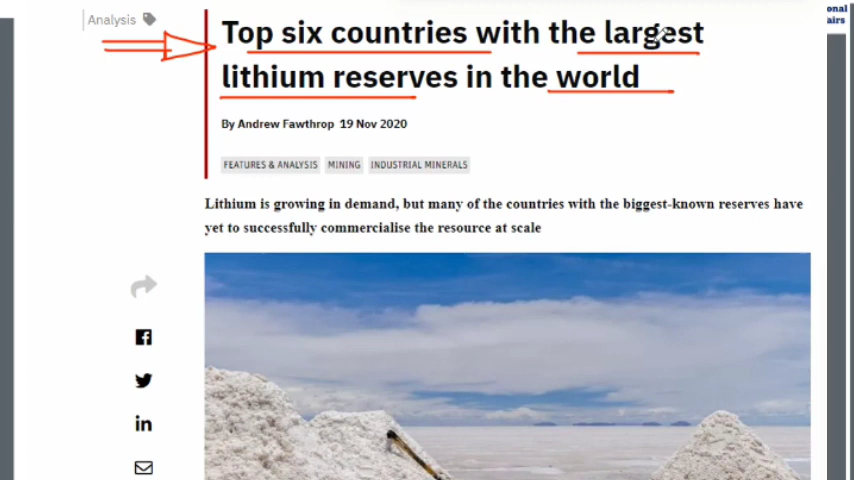 Analysis
onal
airs
Top six countries with the largest
lithium reserves in the world
By Andrew Fawthrop 19 Nov 2020
FEATURES & ANALYSIS MINING INDUSTRIAL MINERALS
Lithium is growing in demand, but many of the countries with the biggest-known reserves have
yet to successfully commercialise the resource at scale